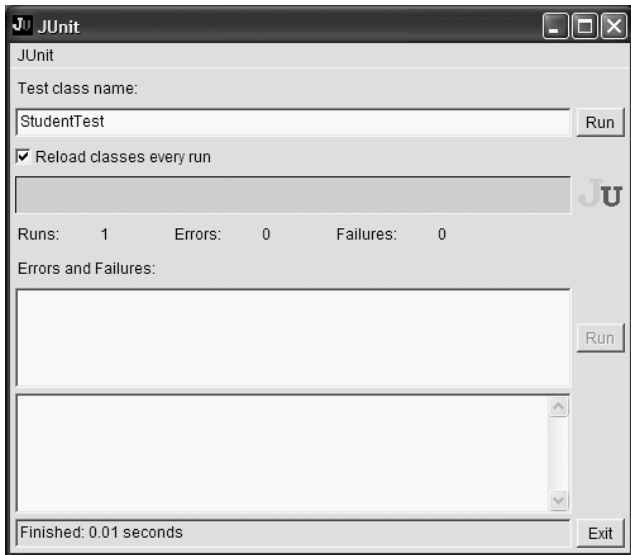 JU JUnit
JUnit
Test class name:
StudentTest Run
Reload classes every run
JU
Runs: 1 Errors: 0 Failures: 0
Errors and Failures:
Run
Finished: 0.01 seconds Exit